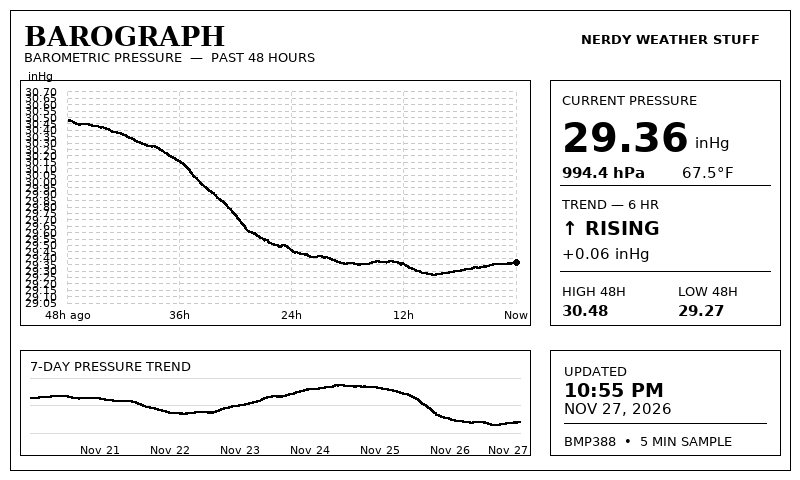 BAROGRAPH
BAROMETRIC PRESSURE — PAST 48 HOURS
NERDY WEATHER STUFF
inHg
30.70
30.65
30.60
30.55
30.50
30.45
30.40
30.35
30.30
30.25
30.20
30.15
30.10
30.05
30.00
29.95
29.90
29.85
29.80
29.75
29.70
29.65
29.60
29.55
29.50
29.45
29.40
29.35
29.30
29.25
29.20
29.15
29.10
29.05
48h ago 36h 24h 12h Now
CURRENT PRESSURE
29.36 inHg
994.4 hPa 67.5°F
TREND — 6 HR
↑ RISING
+0.06 inHg
HIGH 48H LOW 48H
30.48 29.27
7-DAY PRESSURE TREND
Nov 21 Nov 22 Nov 23 Nov 24 Nov 25 Nov 26 Nov 27
UPDATED
10:55 PM
NOV 27, 2026
BMP388 • 5 MIN SAMPLE